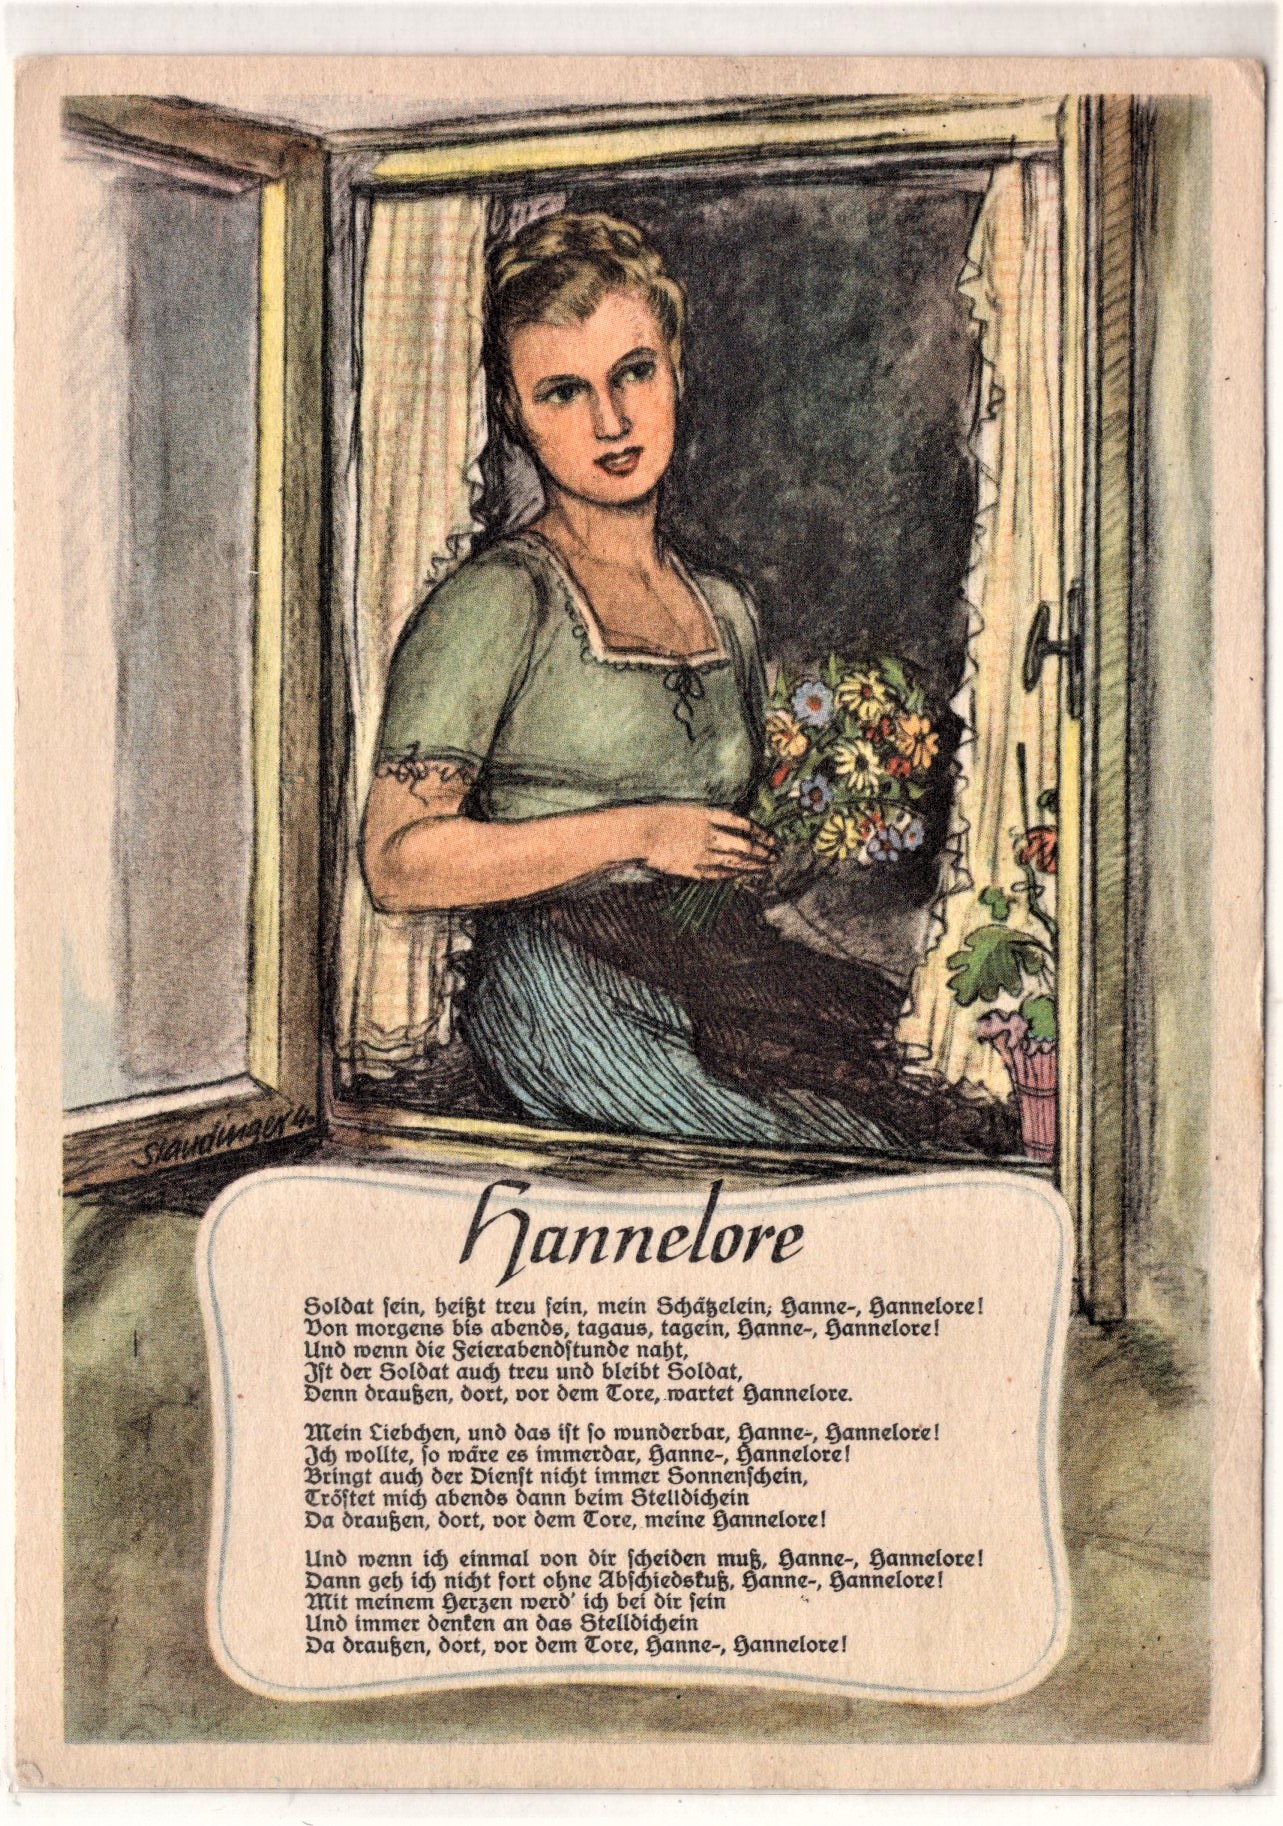 Staudinger 4.
Hannelore
Soldat sein, heißt treu sein, mein Schätzelein, Hanne-, Hannelore!
Von morgens bis abends, tagaus, tagein, Hanne-, Hannelore!
Und wenn die Feierabendstunde naht,
Ist der Soldat auch treu und bleibt Soldat,
Denn draußen, dort, vor dem Tore, wartet Hannelore.
Mein Liebchen, und das ist so wunderbar, Hanne-, Hannelore!
Ich wollte, so wäre es immerdar, Hanne-, Hannelore!
Bringt auch der Dienst nicht immer Sonnenschein,
Tröstet mich abends dann beim Stelldichein
Da draußen, dort, vor dem Tore, meine Hannelore!
Und wenn ich einmal von dir scheiden muß, Hanne-, Hannelore!
Dann geh ich nicht fort ohne Abschiedskuß, Hanne-, Hannelore!
Mit meinem Herzen werd' ich bei dir sein
Und immer denken an das Stelldichein
Da draußen, dort, vor dem Tore, Hanne-, Hannelore!